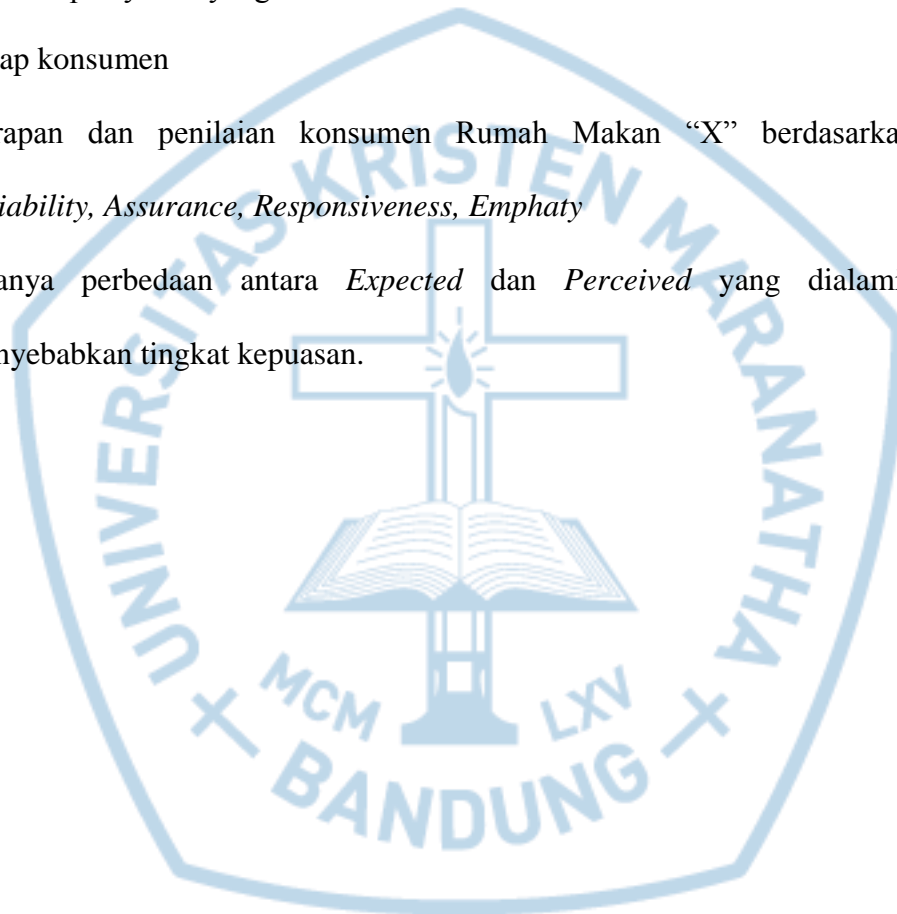 ap konsumen
rapan dan penilaian konsumen Rumah Makan “X” berdasarka
iability, Assurance, Responsiveness, Emphaty
anya perbedaan antara Expected dan Perceived yang dialami
nyebabkan tingkat kepuasan.
UNIVERSITAS KRISTEN MARANATHA
MCM LXV
BANDUNG